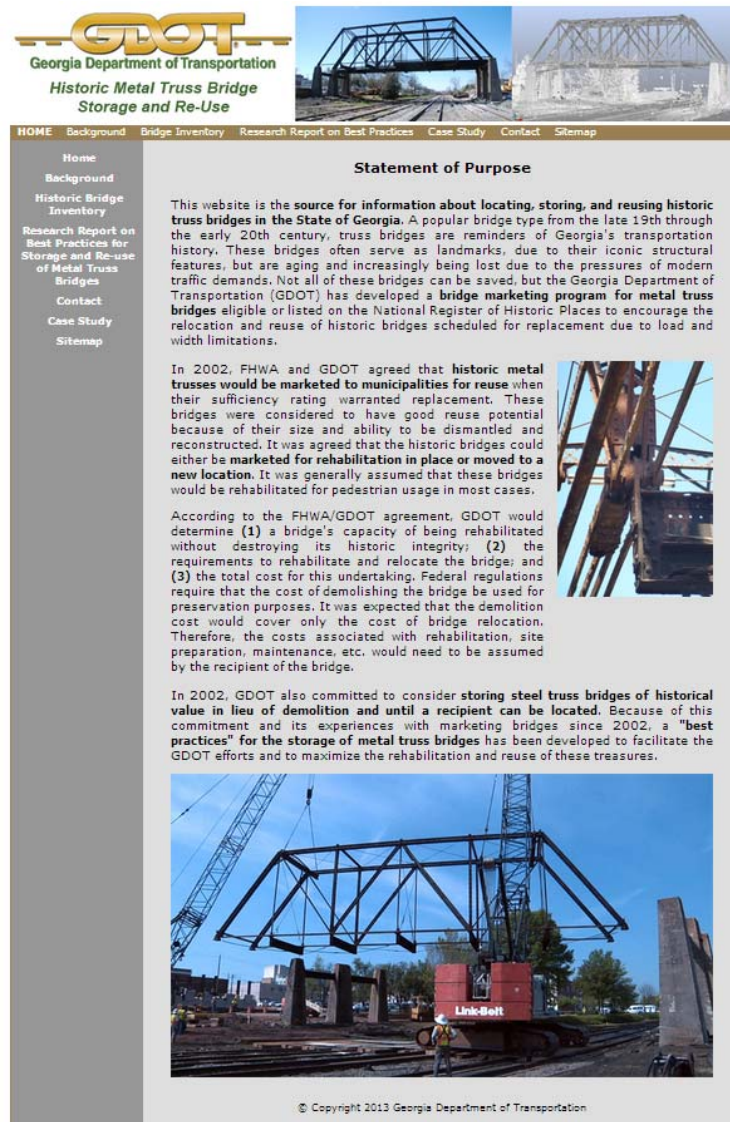 GDOT
Georgia Department of Transportation
Historic Metal Truss Bridge
Storage and Re-Use
HOME Background Bridge Inventory Research Report on Best Practices Case Study Contact Sitemap
Home
Background
Historic Bridge
Inventory
Research Report on
Best Practices for
Storage and Re-use
of Metal Truss
Bridges
Contact
Case Study
Sitemap
Statement of Purpose
This website is the source for information about locating, storing, and reusing historic
truss bridges in the State of Georgia. A popular bridge type from the late 19th through
the early 20th century, truss bridges are reminders of Georgia's transportation
history. These bridges often serve as landmarks, due to their iconic structural
features, but are aging and increasingly being lost due to the pressures of modern
traffic demands. Not all of these bridges can be saved, but the Georgia Department of
Transportation (GDOT) has developed a bridge marketing program for metal truss
bridges eligible or listed on the National Register of Historic Places to encourage the
relocation and reuse of historic bridges scheduled for replacement due to load and
width limitations.
In 2002, FHWA and GDOT agreed that historic metal
trusses would be marketed to municipalities for reuse when
their sufficiency rating warranted replacement. These
bridges were considered to have good reuse potential
because of their size and ability to be dismantled and
reconstructed. It was agreed that the historic bridges could
either be marketed for rehabilitation in place or moved to a
new location. It was generally assumed that these bridges
would be rehabilitated for pedestrian usage in most cases.
According to the FHWA/GDOT agreement, GDOT would
determine (1) a bridge's capacity of being rehabilitated
without destroying its historic integrity; (2) the
requirements to rehabilitate and relocate the bridge; and
(3) the total cost for this undertaking. Federal regulations
require that the cost of demolishing the bridge be used for
preservation purposes. It was expected that the demolition
cost would cover only the cost of bridge relocation.
Therefore, the costs associated with rehabilitation, site
preparation, maintenance, etc. would need to be assumed
by the recipient of the bridge.
In 2002, GDOT also committed to consider storing steel truss bridges of historical
value in lieu of demolition and until a recipient can be located. Because of this
commitment and its experiences with marketing bridges since 2002, a "best
practices" for the storage of metal truss bridges has been developed to facilitate the
GDOT efforts and to maximize the rehabilitation and reuse of these treasures.
Link-Belt
© Copyright 2013 Georgia Department of Transportation